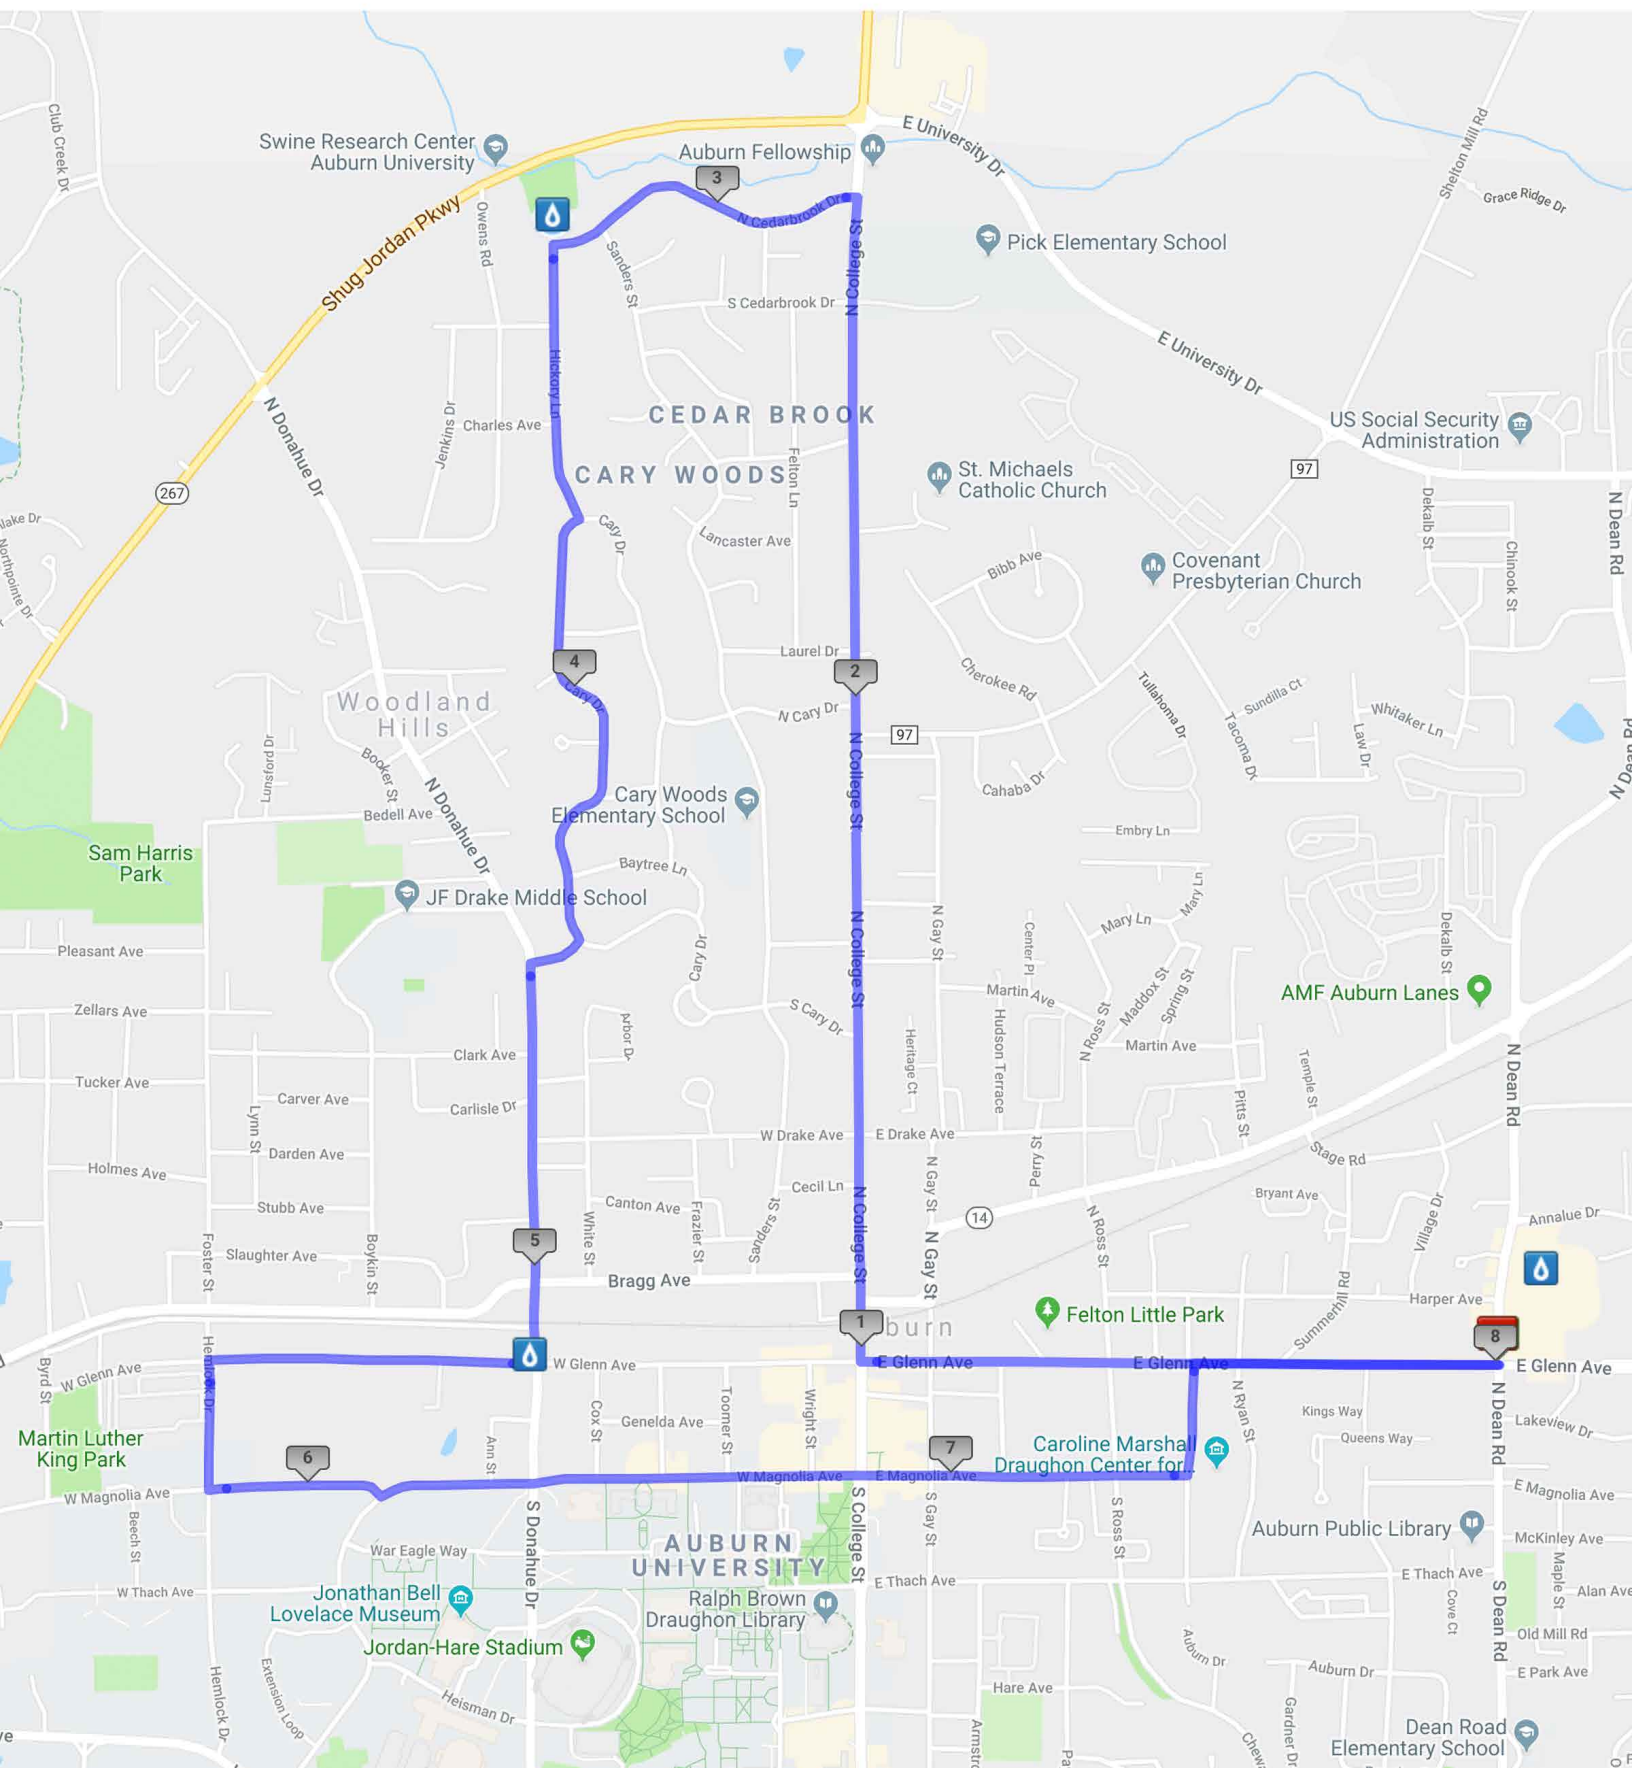 Club Creek Dr
Swine Research Center
Auburn University
Auburn Fellowship
E University Dr
Shelton Mill Rd
Grace Ridge Dr
3
N Cedarbrook Dr
Owens Rd
Shug Jordan Pkwy
Sanders St
N College St
Pick Elementary School
S Cedarbrook Dr
E University Dr
Hickory Ln
N Donahue Dr
Jenkins Dr
Charles Ave
CEDAR BROOK
CARY WOODS
Felton Ln
St. Michaels
Catholic Church
US Social Security
Administration
97
267
Dekalb St
N Dean Rd
lake Dr
Northpointe Dr
Cary Dr
Lancaster Ave
Bibb Ave
Covenant
Presbyterian Church
Chinook St
Laurel Dr
4
2
Cary Dr
Cherokee Rd
Tullahoma Dr
Sundilla Ct
Tacoma Dr
Whitaker Ln
Law Dr
Woodland
Hills
N Cary Dr
97
N College St
Lunsford Dr
Booker St
N Donahue Dr
Cahaba Dr
Cary Woods
Elementary School
Bedell Ave
Embry Ln
Sam Harris
Park
Baytree Ln
JF Drake Middle School
Mary Ln
Mary Ln
N College St
N Gay St
Center Pl
Dekalb St
Pleasant Ave
Cary Dr
Martin Ave
Maddox St
Spring St
AMF Auburn Lanes
Zellars Ave
S Cary Dr
Arbor D
Heritage Ct
Hudson Terrace
N Ross St
Martin Ave
Clark Ave
Temple St
N Dean Rd
Tucker Ave
Carver Ave
Carlisle Dr
Lynn St
Pitts St
W Drake Ave
E Drake Ave
Perry St
Stage Rd
Darden Ave
Holmes Ave
Cecil Ln
N College St
N Gay St
Stubb Ave
Canton Ave
Frazier St
Sanders St
White St
14
Bryant Ave
Village Dr
Annalue Dr
N Ross St
Foster St
Slaughter Ave
Boykin St
5
Bragg Ave
N Gay St
Harper Ave
Summerhill Rd
Felton Little Park
1
burn
8
Hemlock Dr
Byrd St
W Glenn Ave
W Glenn Ave
E Glenn Ave
E Glenn Ave
E Glenn Ave
N Ryan St
N Dean Rd
Martin Luther
King Park
Cox St
Genelda Ave
Toomer St
Wright St
Ann St
Kings Way
Queens Way
Lakeview Dr
6
7
Caroline Marshall
Draughon Center for...
W Magnolia Ave
W Magnolia Ave
E Magnolia Ave
E Magnolia Ave
Beech St
S Donahue Dr
S College St
S Gay St
S Ross St
Auburn Public Library
McKinley Ave
AUBURN
UNIVERSITY
War Eagle Way
W Thach Ave
E Thach Ave
E Thach Ave
Maple St
Alan Ave
Jonathan Bell
Lovelace Museum
Ralph Brown
Draughon Library
Cove Ct
S Dean Rd
Jordan-Hare Stadium
Old Mill Rd
Auburn Dr
Auburn Dr
E Park Ave
Hemlock Dr
Extension Loop
Heisman Dr
Hare Ave
Armstro
Gardner Dr
Chewa
Dean Road
Elementary School